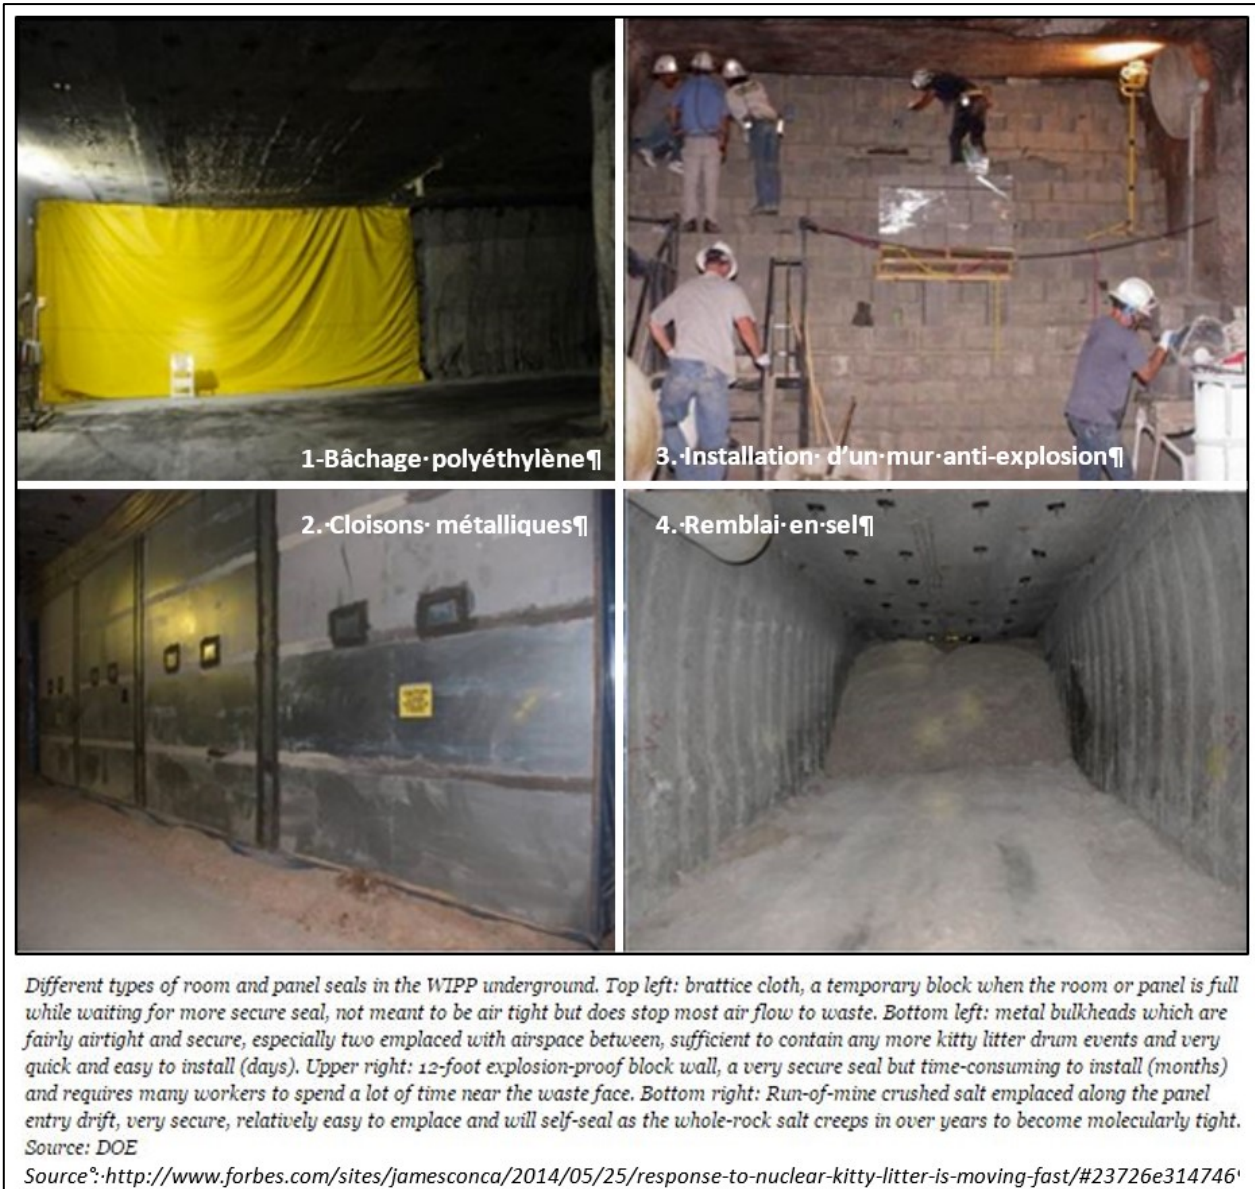 1-Bâchage·polyéthylène¶
3.·Installation· d'un·mur·anti-explosion¶
2.·Cloisons· métalliques¶
4.·Remblai·en·sel¶
Different types of room and panel seals in the WIPP underground. Top left: brattice cloth, a temporary block when the room or panel is full
while waiting for more secure seal, not meant to be air tight but does stop most air flow to waste. Bottom left: metal bulkheads which are
fairly airtight and secure, especially two emplaced with airspace between, sufficient to contain any more kitty litter drum events and very
quick and easy to install (days). Upper right: 12-foot explosion-proof block wall, a very secure seal but time-consuming to install (months)
and requires many workers to spend a lot of time near the waste face. Bottom right: Run-of-mine crushed salt emplaced along the panel
entry drift, very secure, relatively easy to emplace and will self-seal as the whole-rock salt creeps in over years to become molecularly tight.
Source: DOE
Source°:·http://www.forbes.com/sites/jamesconca/2014/05/25/response-to-nuclear-kitty-litter-is-moving-fast/#23726e314746